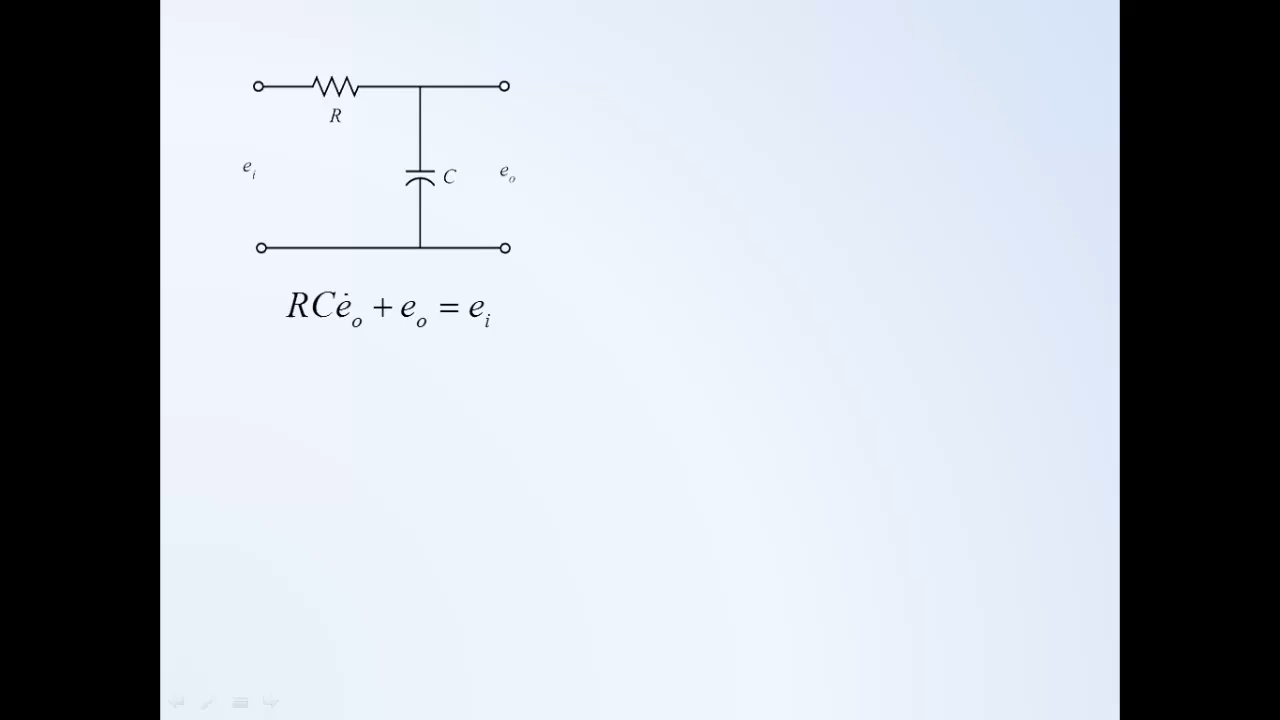 R
e_i
C
e_o
RCė_o + e_o = e_i